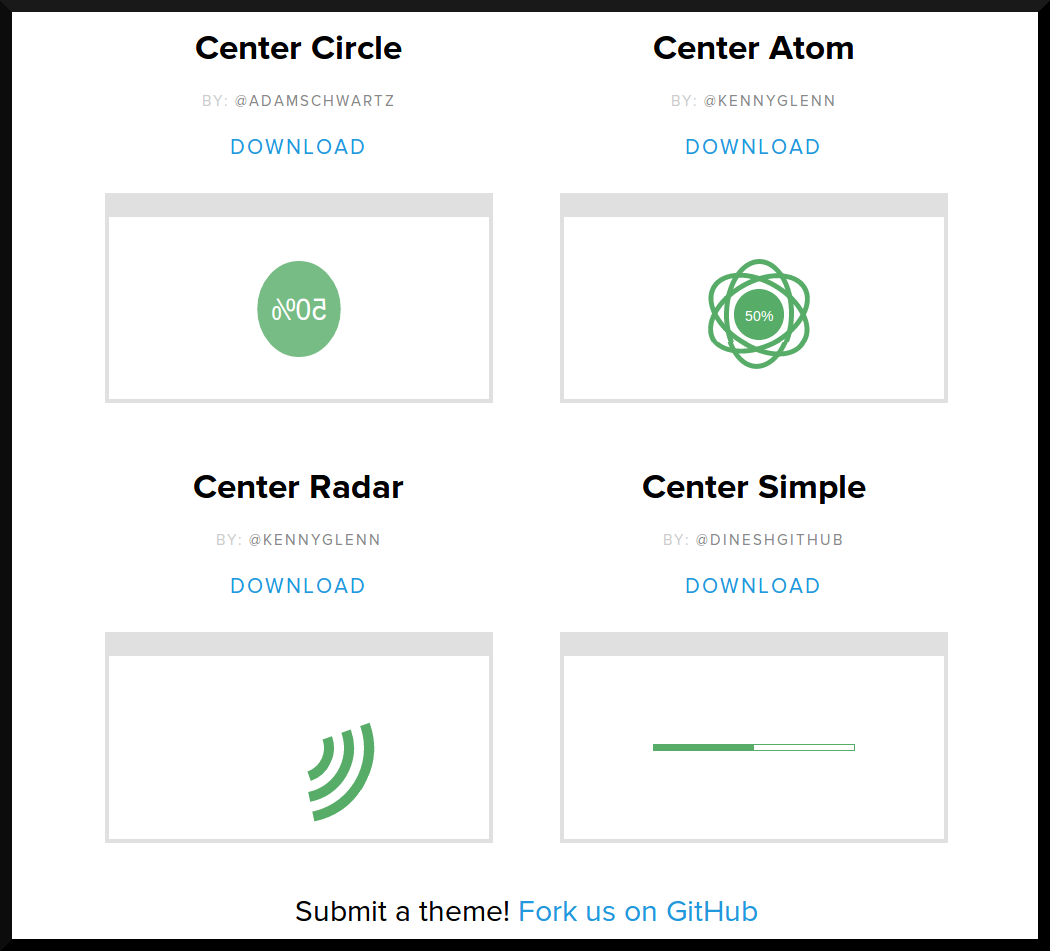 Center Circle
BY: @ADAMSCHWARTZ
DOWNLOAD
50%
Center Atom
BY: @KENNYGLENN
DOWNLOAD
50%
Center Radar
BY: @KENNYGLENN
DOWNLOAD
Center Simple
BY: @DINESHGITHUB
DOWNLOAD
Submit a theme! Fork us on GitHub